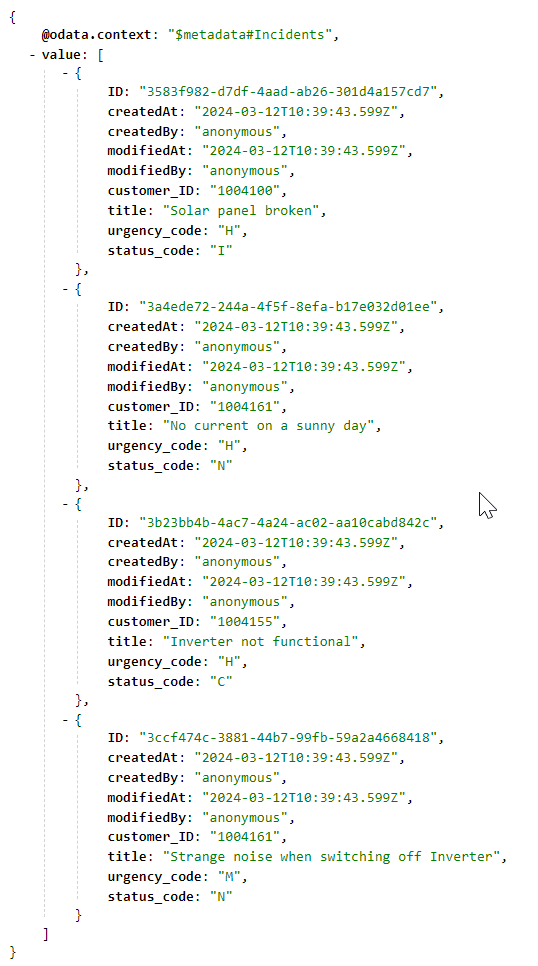 {
@odata.context: "$metadata#Incidents",
- value: [
- {
ID: "3583f982-d7df-4aad-ab26-301d4a157cd7",
createdAt: "2024-03-12T10:39:43.599Z",
createdBy: "anonymous",
modifiedAt: "2024-03-12T10:39:43.599Z",
modifiedBy: "anonymous",
customer_ID: "1004100",
title: "Solar panel broken",
urgency_code: "H",
status_code: "I"
},
- {
ID: "3a4ede72-244a-4f5f-8efa-b17e032d01ee",
createdAt: "2024-03-12T10:39:43.599Z",
createdBy: "anonymous",
modifiedAt: "2024-03-12T10:39:43.599Z",
modifiedBy: "anonymous",
customer_ID: "1004161",
title: "No current on a sunny day",
urgency_code: "H",
status_code: "N"
},
- {
ID: "3b23bb4b-4ac7-4a24-ac02-aa10cabd842c",
createdAt: "2024-03-12T10:39:43.599Z",
createdBy: "anonymous",
modifiedAt: "2024-03-12T10:39:43.599Z",
modifiedBy: "anonymous",
customer_ID: "1004155",
title: "Inverter not functional",
urgency_code: "H",
status_code: "C"
},
- {
ID: "3ccf474c-3881-44b7-99fb-59a2a4668418",
createdAt: "2024-03-12T10:39:43.599Z",
createdBy: "anonymous",
modifiedAt: "2024-03-12T10:39:43.599Z",
modifiedBy: "anonymous",
customer_ID: "1004161",
title: "Strange noise when switching off Inverter",
urgency_code: "M",
status_code: "N"
}
]
}